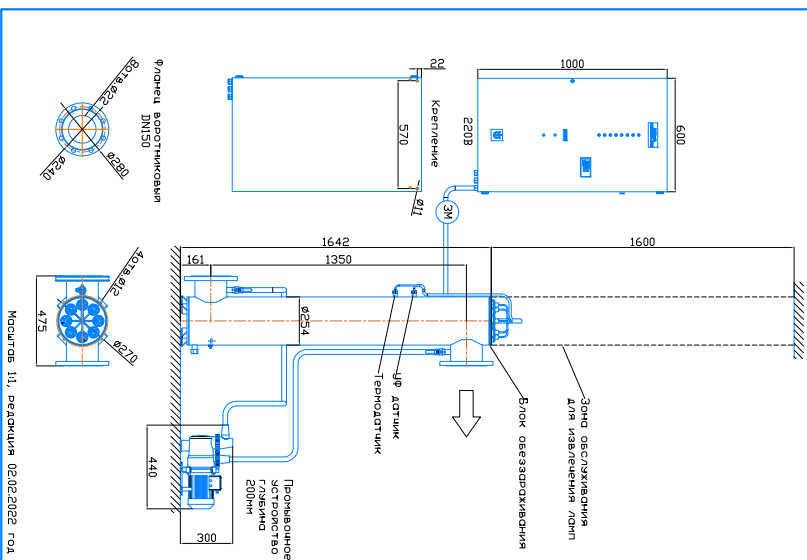 1000
600
220В
22
Крепление
570
Ø11
Фланец воротниковый
DN150
8отв.Ø22
Ø280
Ø240
3М
1642
1600
161
1350
Ø254
УФ датчик
Термодатчик
Блок обеззараживания
Зона обслуживания
для извлечения ламп
4отв.Ø12
Ø270
475
440
300
Промывочное
устройство
глубина
200мм
Масштаб 1:1, редакция 02.02.2022 год